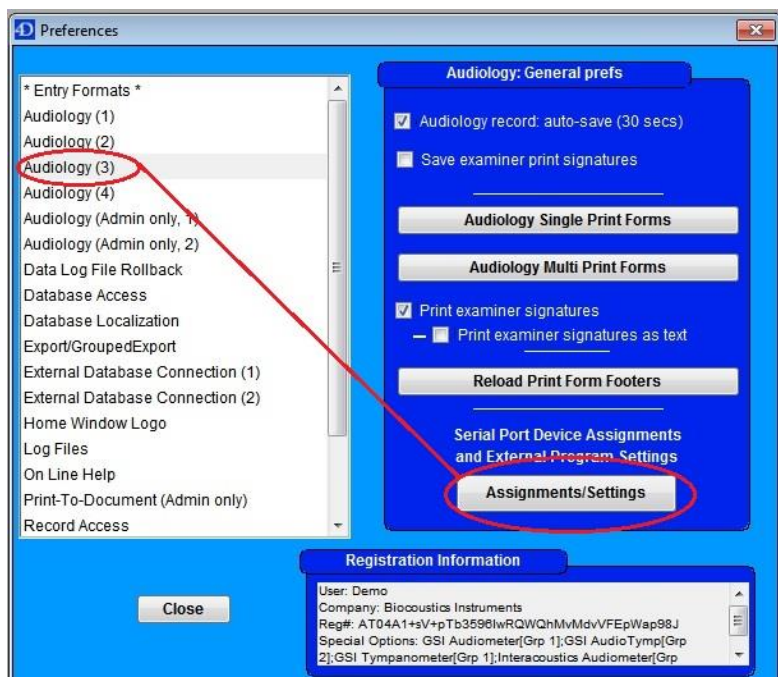 4D Preferences
* Entry Formats *
Audiology (1)
Audiology (2)
Audiology (3)
Audiology (4)
Audiology (Admin only, 1)
Audiology (Admin only, 2)
Data Log File Rollback
Database Access
Database Localization
Export/GroupedExport
External Database Connection (1)
External Database Connection (2)
Home Window Logo
Log Files
On Line Help
Print-To-Document (Admin only)
Record Access
Close
Audiology: General prefs
Audiology record: auto-save (30 secs)
Save examiner print signatures
Audiology Single Print Forms
Audiology Multi Print Forms
Print examiner signatures
Print examiner signatures as text
Reload Print Form Footers
Serial Port Device Assignments
and External Program Settings
Assignments/Settings
Registration Information
User: Demo
Company: Biocoustics Instruments
Reg#: AT04A1+sV+pTb3596IwRQWQhMvMdvVFEpWap98J
Special Options: GSI Audiometer[Grp 1];GSI AudioTymp[Grp
2];GSI Tympanometer[Grp 1];Interacoustics Audiometer[Grp